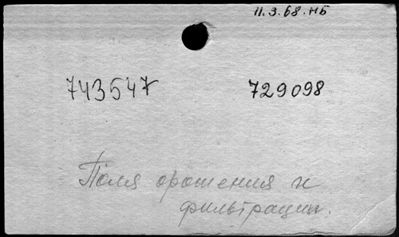 11.3.68.НБ
743547 729098
Поля орошения и
фильтрации.